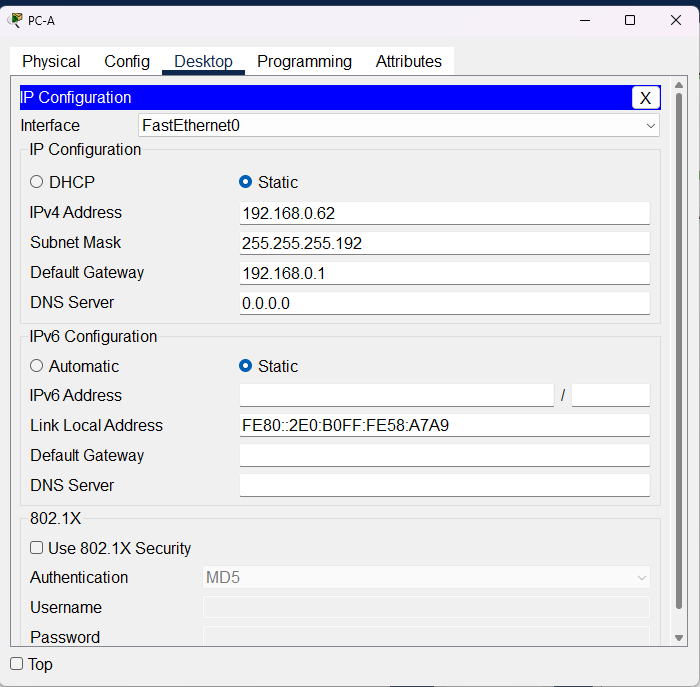 PC-A
Physical Config Desktop Programming Attributes
IP Configuration X
Interface FastEthernet0
IP Configuration
DHCP Static
IPv4 Address 192.168.0.62
Subnet Mask 255.255.255.192
Default Gateway 192.168.0.1
DNS Server 0.0.0.0
IPv6 Configuration
Automatic Static
IPv6 Address /
Link Local Address FE80::2E0:B0FF:FE58:A7A9
Default Gateway
DNS Server
802.1X
Use 802.1X Security
Authentication MD5
Username
Password
Top